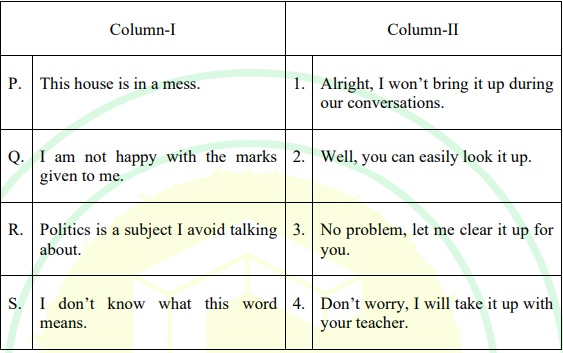 Column-I Column-II
P. This house is in a mess. 1. Alright, I won’t bring it up during
our conversations.
Q. I am not happy with the marks 2. Well, you can easily look it up.
given to me.
R. Politics is a subject I avoid talking 3. No problem, let me clear it up for
about. you.
S. I don’t know what this word 4. Don’t worry, I will take it up with
means. your teacher.